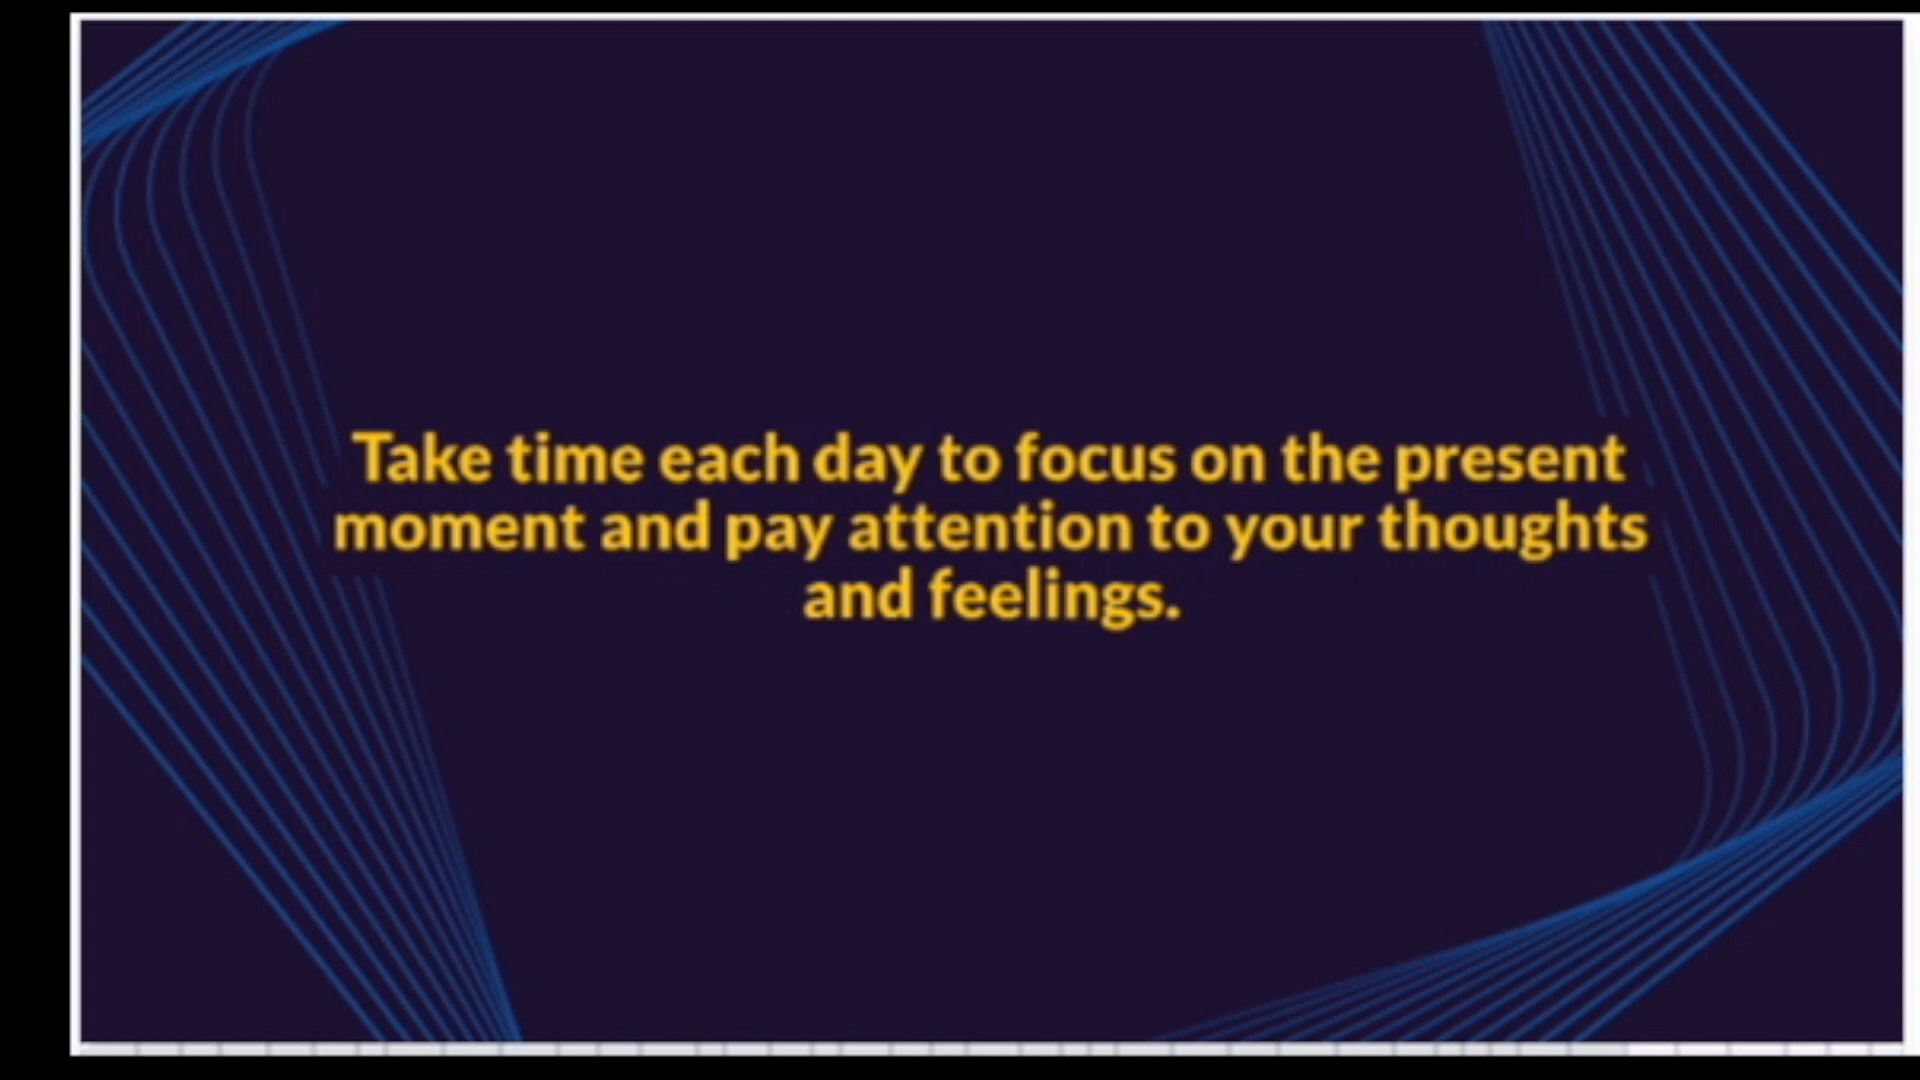 Take time each day to focus on the present
moment and pay attention to your thoughts
and feelings.